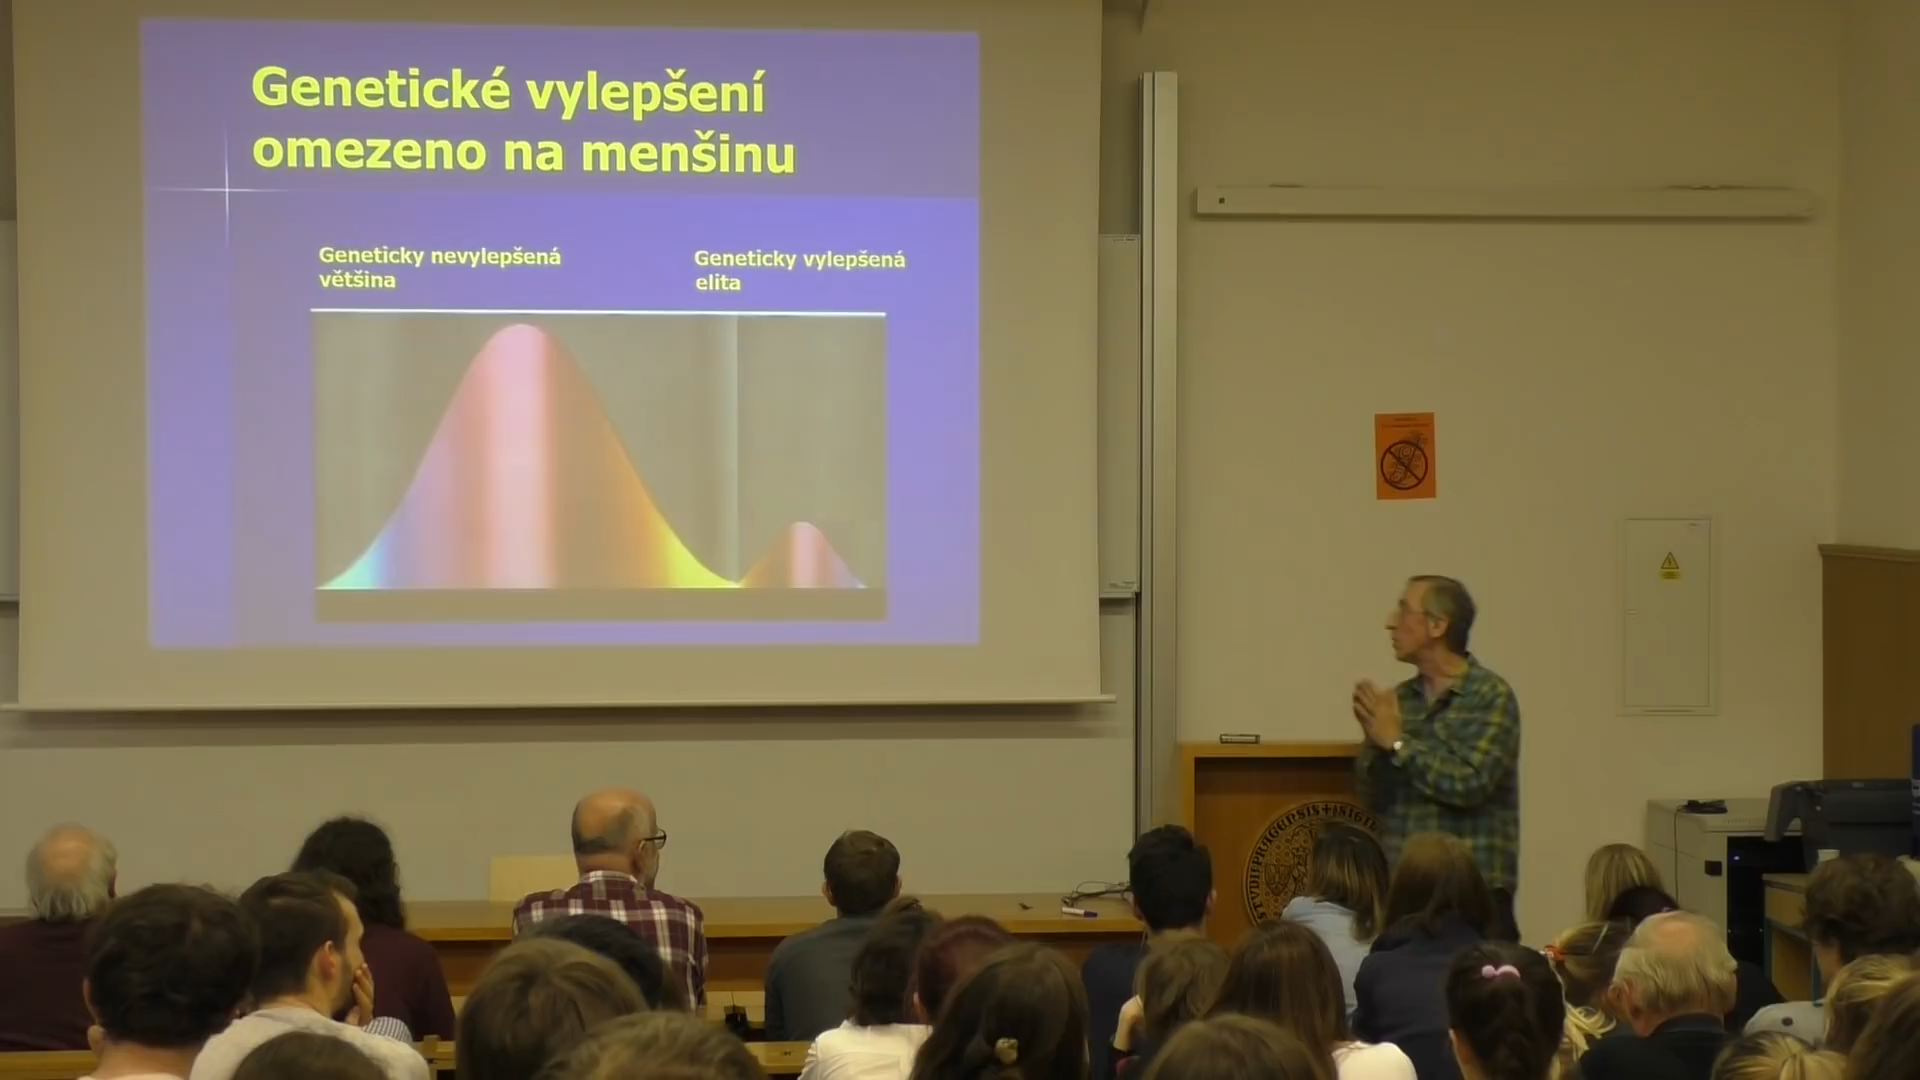 Genetické vylepšení
omezeno na menšinu
Geneticky nevylepšená
většina
Geneticky vylepšená
elita